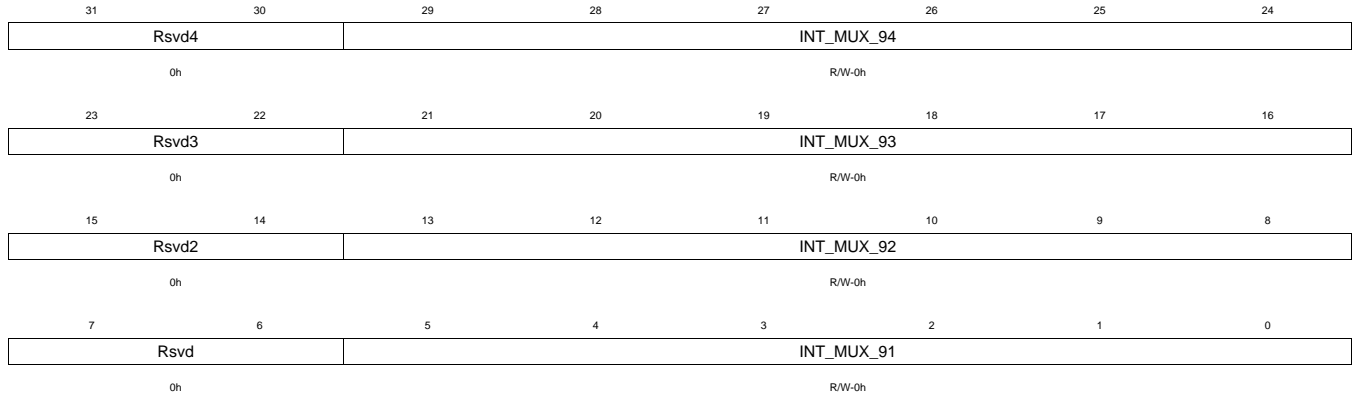 31 30 29 28 27 26 25 24
Rsvd4 INT_MUX_94
0h R/W-0h
23 22 21 20 19 18 17 16
Rsvd3 INT_MUX_93
0h R/W-0h
15 14 13 12 11 10 9 8
Rsvd2 INT_MUX_92
0h R/W-0h
7 6 5 4 3 2 1 0
Rsvd INT_MUX_91
0h R/W-0h